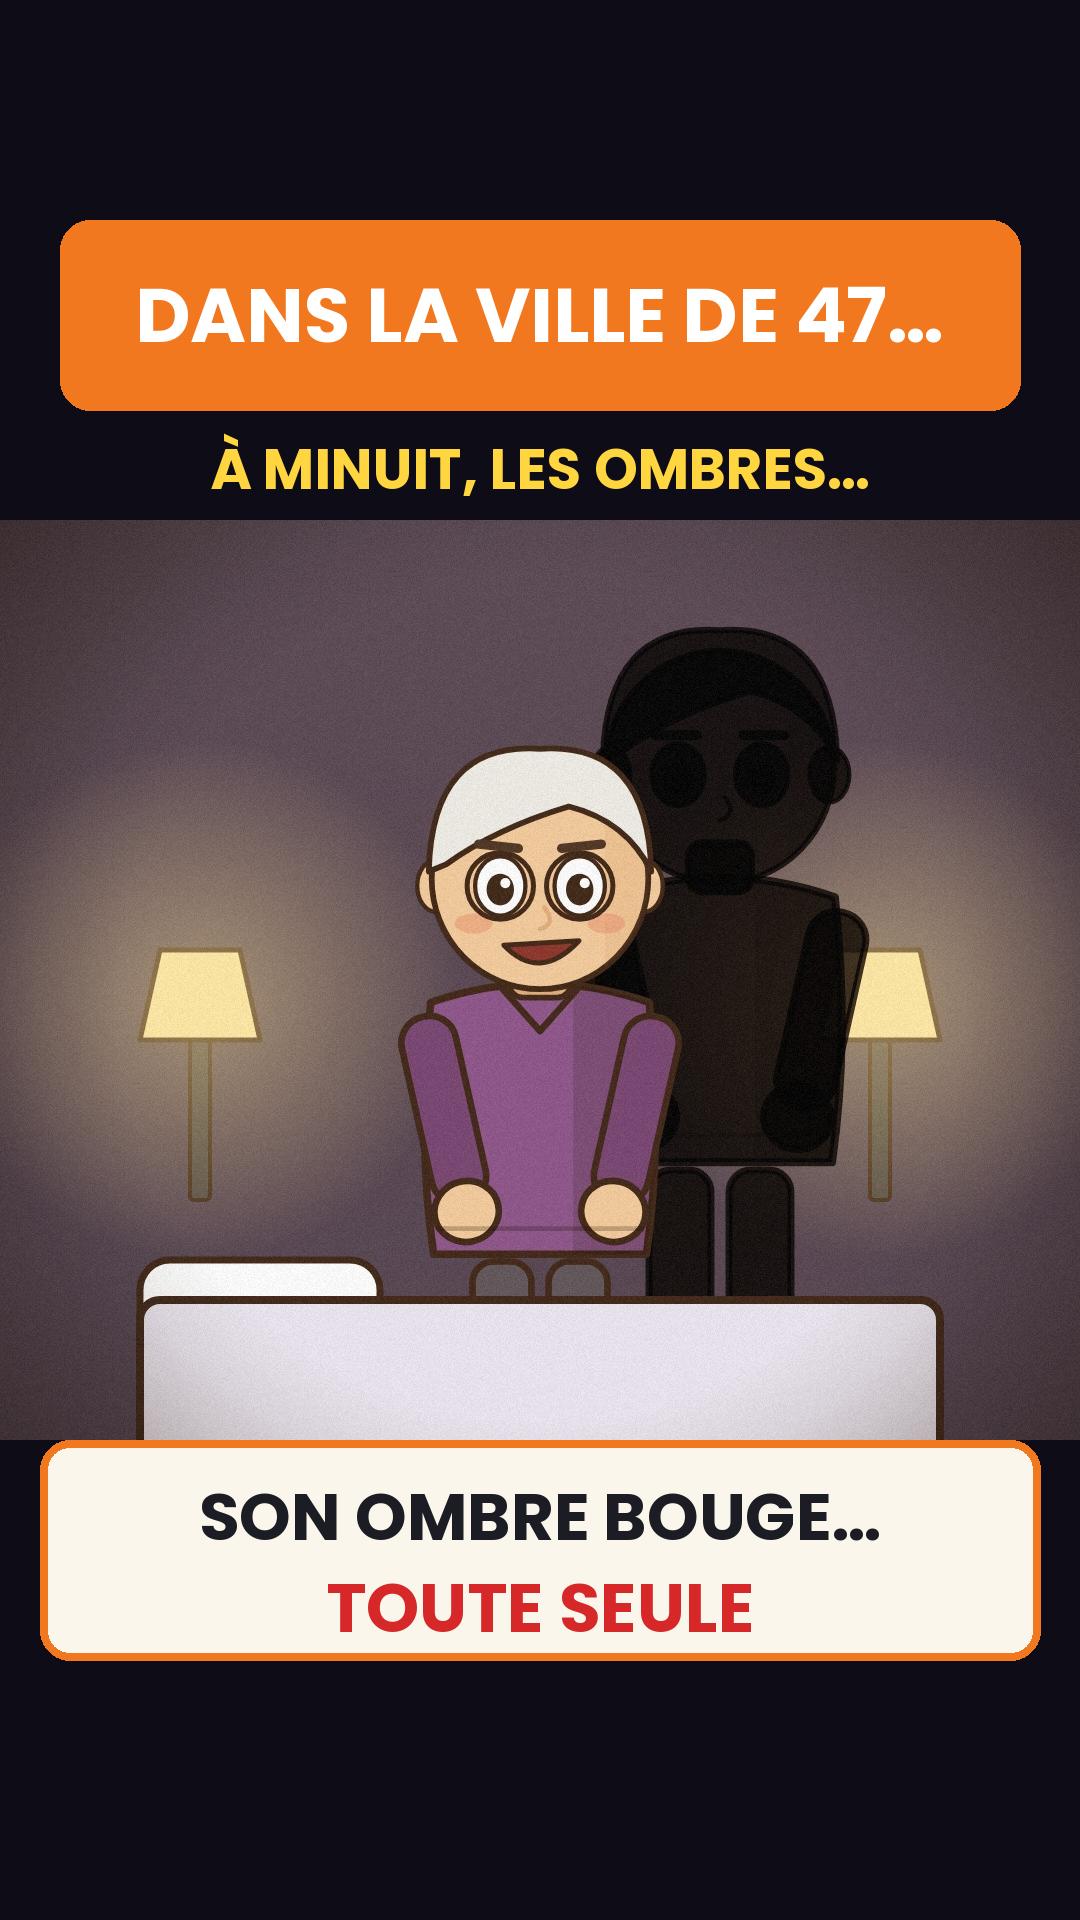 DANS LA VILLE DE 47...
À MINUIT, LES OMBRES...
SON OMBRE BOUGE...
TOUTE SEULE